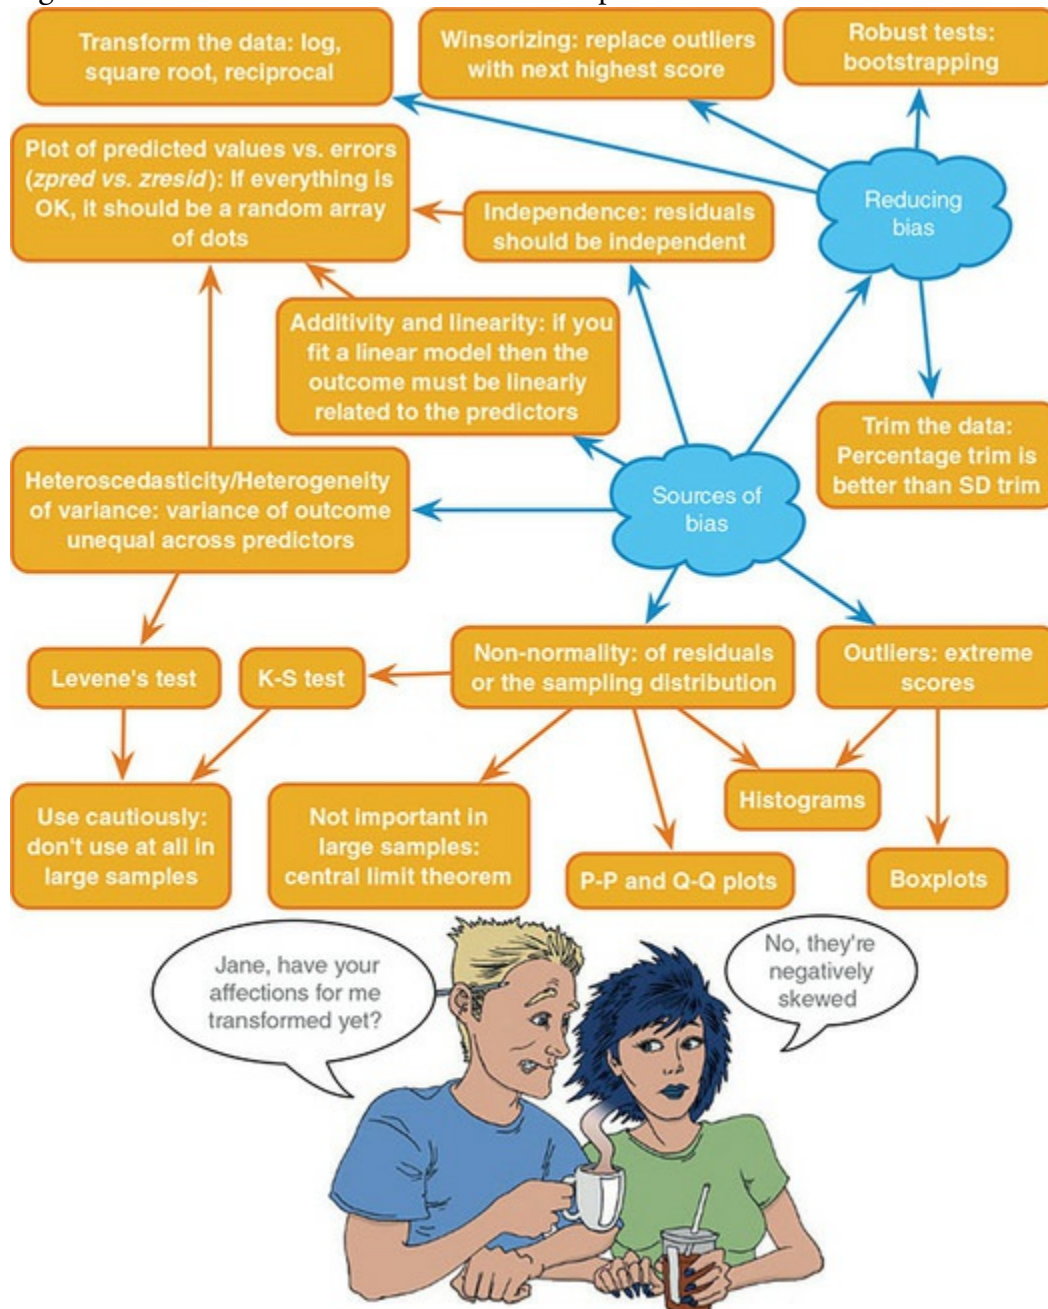 Transform the data: log,
square root, reciprocal
Winsorizing: replace outliers
with next highest score
Robust tests:
bootstrapping
Plot of predicted values vs. errors
(zpred vs. zresid): If everything is
OK, it should be a random array
of dots
Independence: residuals
should be independent
Reducing
bias
Additivity and linearity: if you
fit a linear model then the
outcome must be linearly
related to the predictors
Trim the data:
Percentage trim is
better than SD trim
Heteroscedasticity/Heterogeneity
of variance: variance of outcome
unequal across predictors
Sources of
bias
Levene's test
K-S test
Non-normality: of residuals
or the sampling distribution
Outliers: extreme
scores
Use cautiously:
don't use at all in
large samples
Not important in
large samples:
central limit theorem
Histograms
P-P and Q-Q plots
Boxplots
Jane, have your
affections for me
transformed yet?
No, they're
negatively
skewed